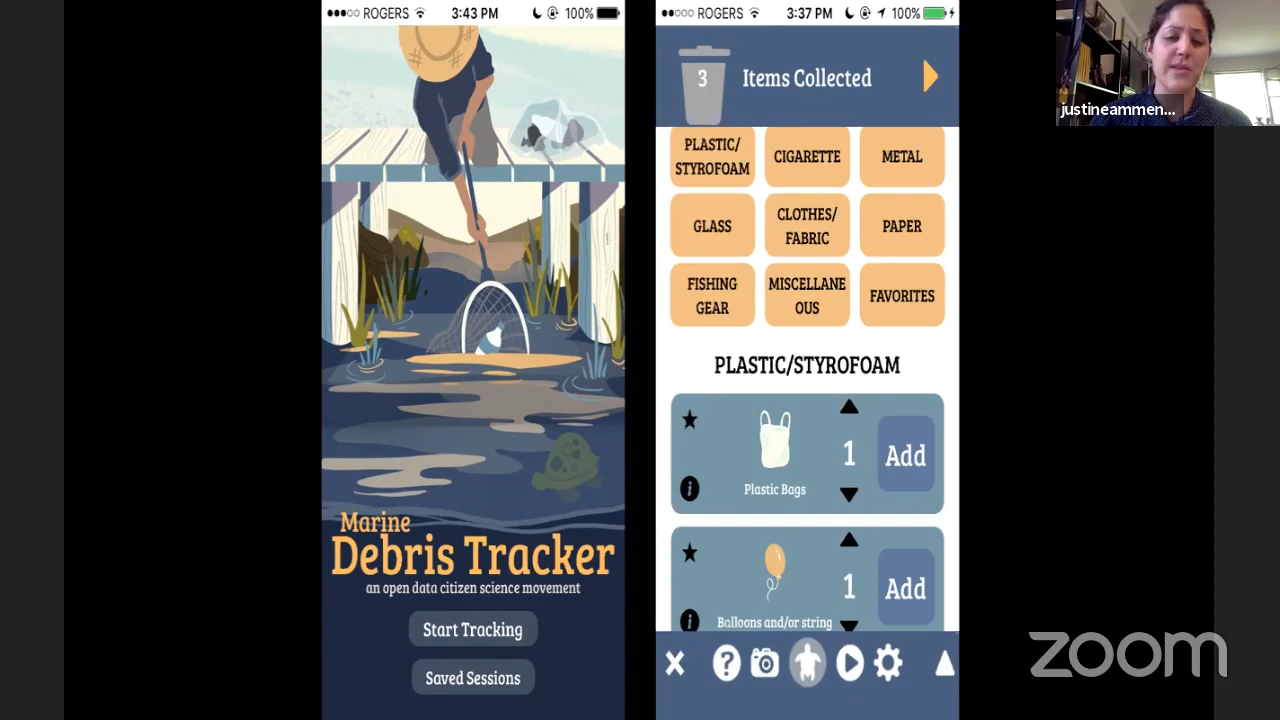 ROGERS 3:43 PM 100%
Marine
Debris Tracker
an open data citizen science movement
Start Tracking
Saved Sessions
ROGERS 3:37 PM 100%
3 Items Collected
PLASTIC/
STYROFOAM
CIGARETTE
METAL
GLASS
CLOTHES/
FABRIC
PAPER
FISHING
GEAR
MISCELLANE
OUS
FAVORITES
PLASTIC/STYROFOAM
1
Add
i
Plastic Bags
1
Add
i
Balloons and/or string
?
justineammen...
zoom